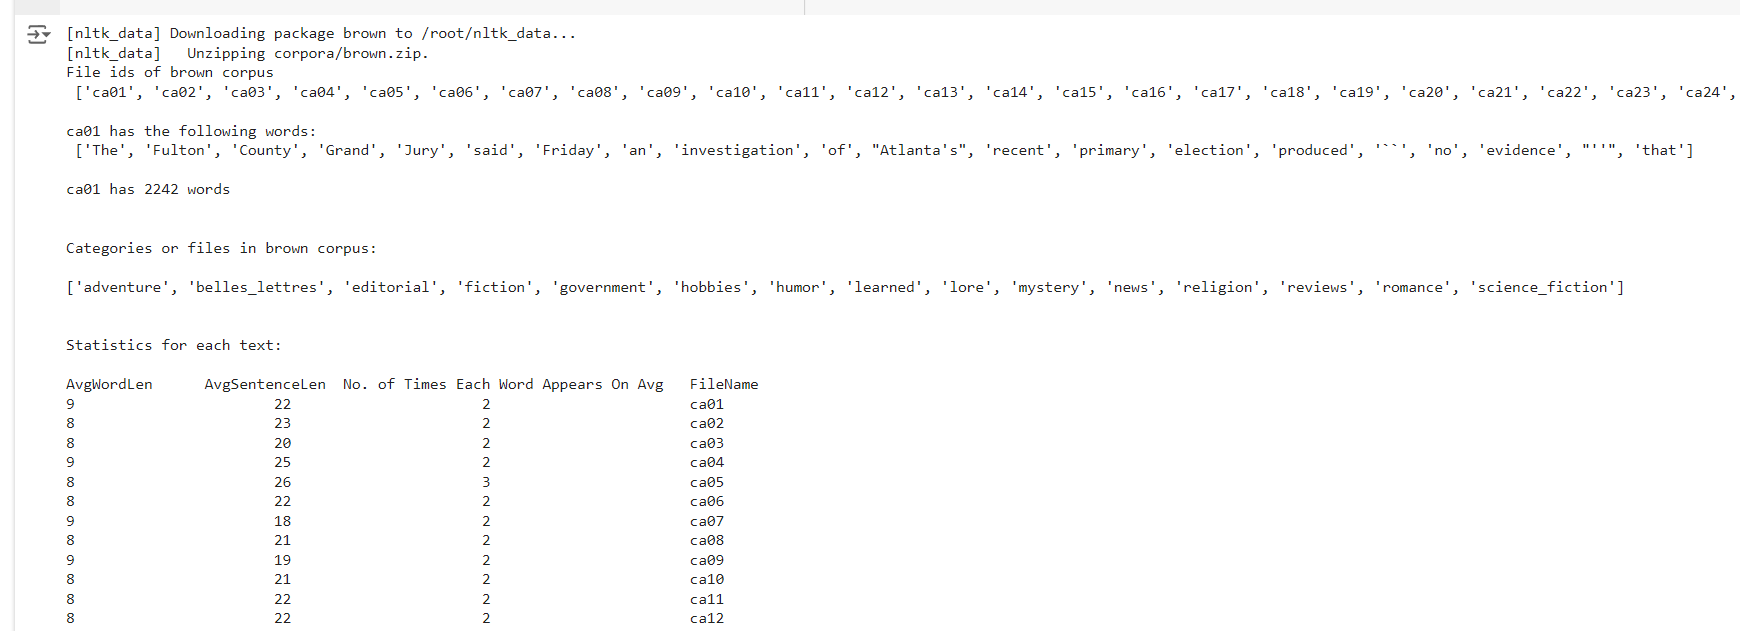 [nltk_data] Downloading package brown to /root/nltk_data...
[nltk_data]   Unzipping corpora/brown.zip.
File ids of brown corpus
 ['ca01', 'ca02', 'ca03', 'ca04', 'ca05', 'ca06', 'ca07', 'ca08', 'ca09', 'ca10', 'ca11', 'ca12', 'ca13', 'ca14', 'ca15', 'ca16', 'ca17', 'ca18', 'ca19', 'ca20', 'ca21', 'ca22', 'ca23', 'ca24',
ca01 has the following words:
 ['The', 'Fulton', 'County', 'Grand', 'Jury', 'said', 'Friday', 'an', 'investigation', 'of', "Atlanta's", 'recent', 'primary', 'election', 'produced', '``', 'no', 'evidence', "''", 'that']
ca01 has 2242 words
Categories or files in brown corpus:
['adventure', 'belles_lettres', 'editorial', 'fiction', 'government', 'hobbies', 'humor', 'learned', 'lore', 'mystery', 'news', 'religion', 'reviews', 'romance', 'science_fiction']
Statistics for each text:
AvgWordLen      AvgSentenceLen  No. of Times Each Word Appears On Avg   FileName
9                       22                      2                       ca01
8                       23                      2                       ca02
8                       20                      2                       ca03
9                       25                      2                       ca04
8                       26                      3                       ca05
8                       22                      2                       ca06
9                       18                      2                       ca07
8                       21                      2                       ca08
9                       19                      2                       ca09
8                       21                      2                       ca10
8                       22                      2                       ca11
8                       22                      2                       ca12